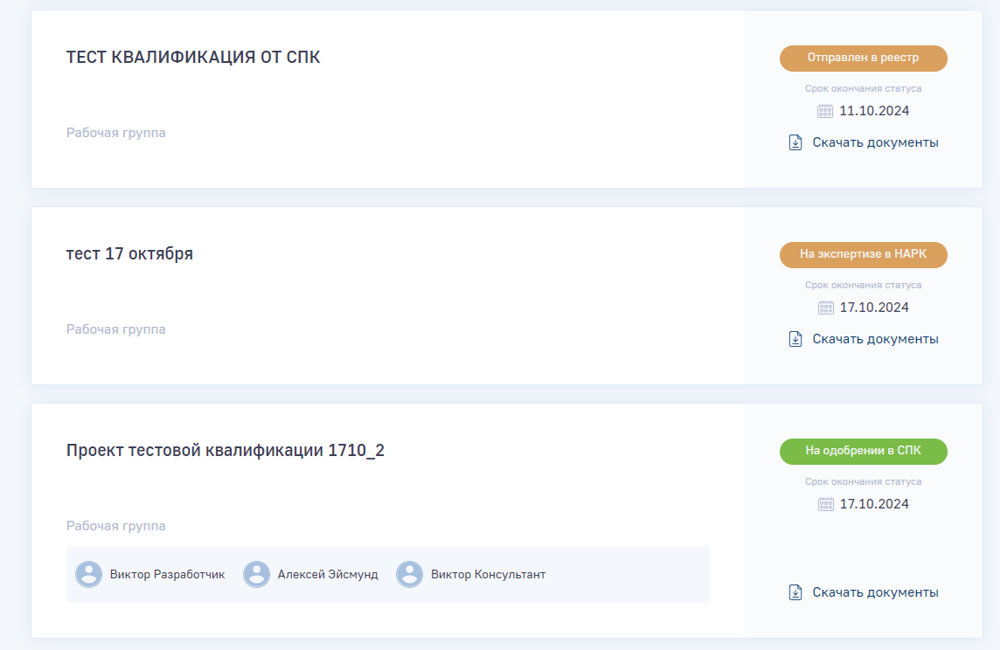 ТЕСТ КВАЛИФИКАЦИЯ ОТ СПК
Рабочая группа
Отправлен в реестр
Срок окончания статуса
11.10.2024
Скачать документы
тест 17 октября
Рабочая группа
На экспертизе в НАРК
Срок окончания статуса
17.10.2024
Скачать документы
Проект тестовой квалификации 1710_2
Рабочая группа
Виктор Разработчик Алексей Эйсмунд Виктор Консультант
На одобрении в СПК
Срок окончания статуса
17.10.2024
Скачать документы